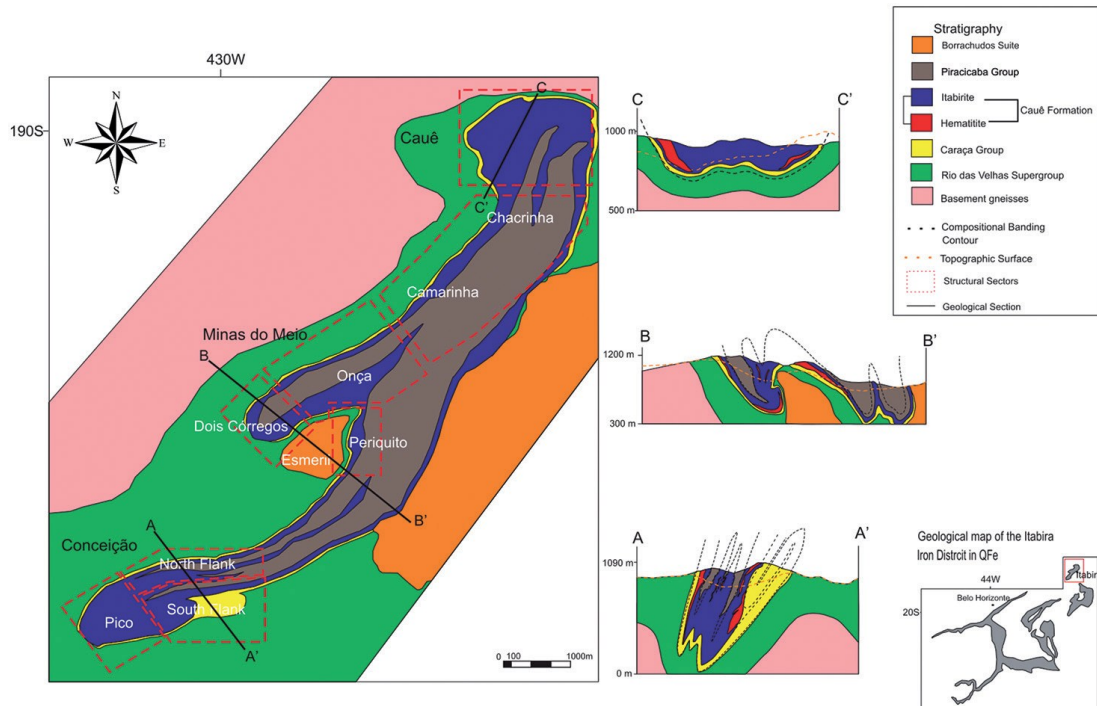 430W
190S
N
W
E
S
Cauê
C
C'
Chacrinha
Camarinha
Minas do Meio
B
Onça
Dois Córregos
Periquito
Esmeril
B'
A
Conceição
North Flank
South Flank
Pico
A'
0 100 1000m
C
C'
1000 m
500 m
B
B'
1200 m
300 m
A
A'
1090 m
0 m
Stratigraphy
Borrachudos Suite
Piracicaba Group
Itabirite
Hematitite
Cauê Formation
Caraça Group
Rio das Velhas Supergroup
Basement gneisses
Compositional Banding
Contour
Topographic Surface
Structural Sectors
Geological Section
Geological map of the Itabira
Iron Distrcit in QFe
44W
Itabir
Belo Horizonte
20S